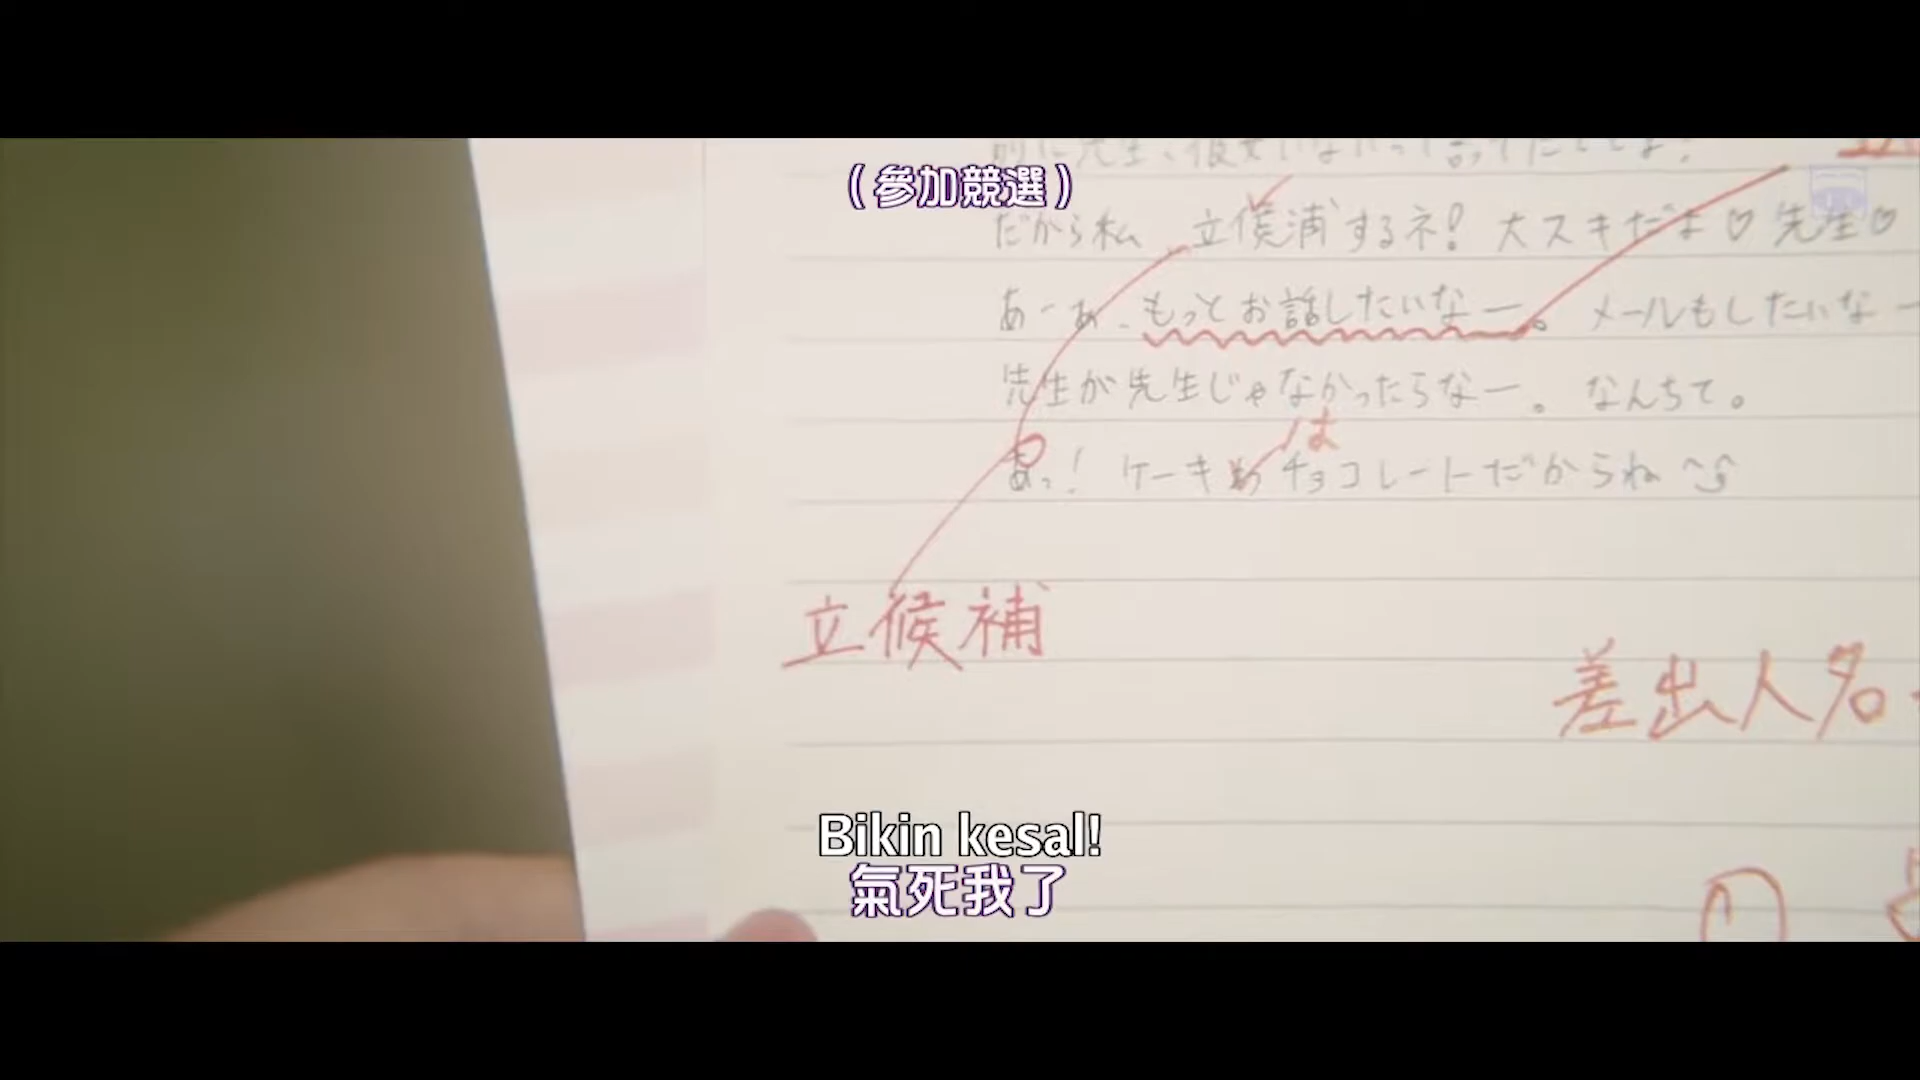 （參加競選）
だから私、立候浦するネ! 大スキだよ♡ 先生♡
あーあ、もっとお話したいなー。 メールもしたいなー
先生が先生じゃなかったらなー。 なんちて。
は
あっ! ケーキも チョコレートだからね
立候補
差出人名
Bikin kesal!
氣死我了